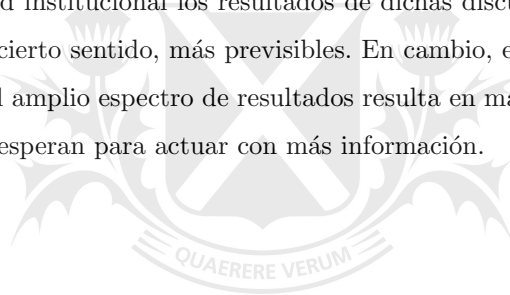 d institucional los resultados de dichas disc
cierto sentido, más previsibles. En cambio, e
l amplio espectro de resultados resulta en m
esperan para actuar con más información.
QUAERERE VERUM